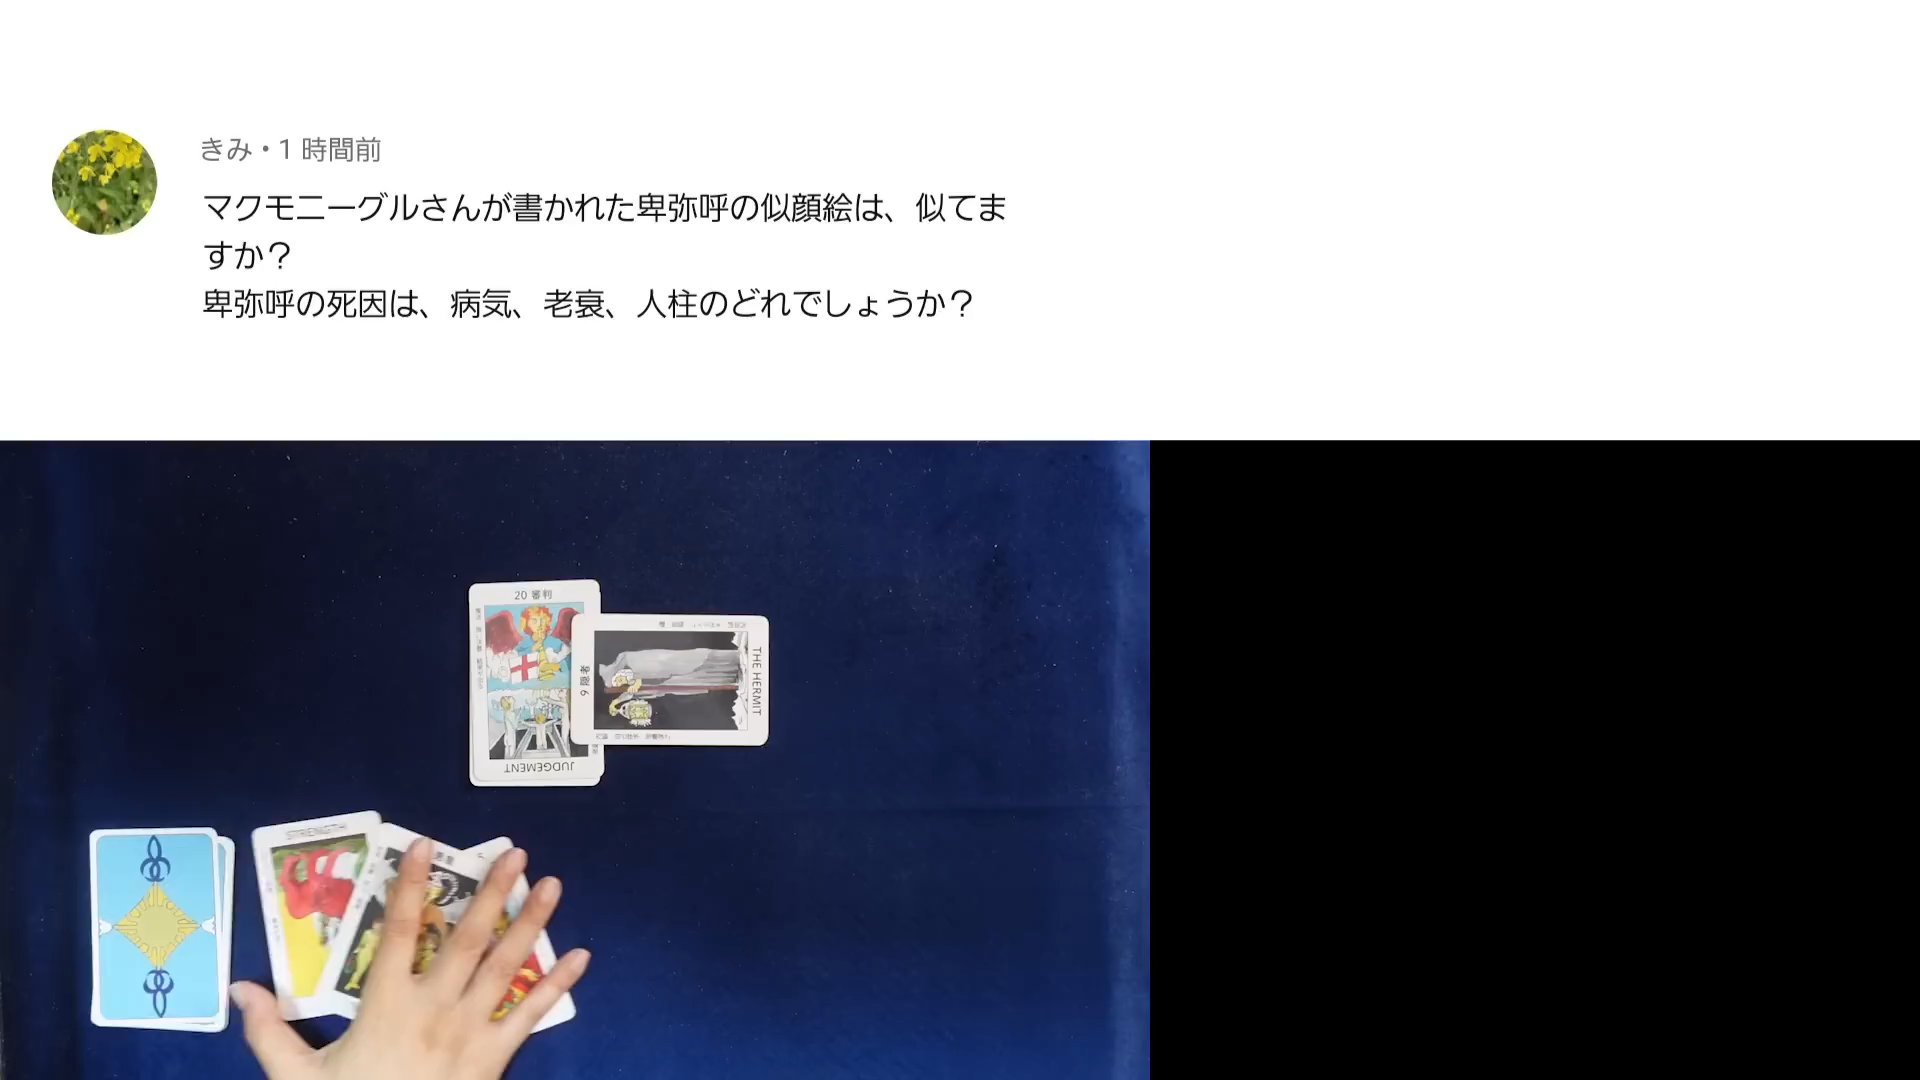 きみ・1 時間前
マクモニーグルさんが書かれた卑弥呼の似顔絵は、似てま
すか？
卑弥呼の死因は、病気、老衰、人柱のどれでしょうか？
20 審判
JUDGEMENT
9 隠者
THE HERMIT
STRENGTH
悪魔